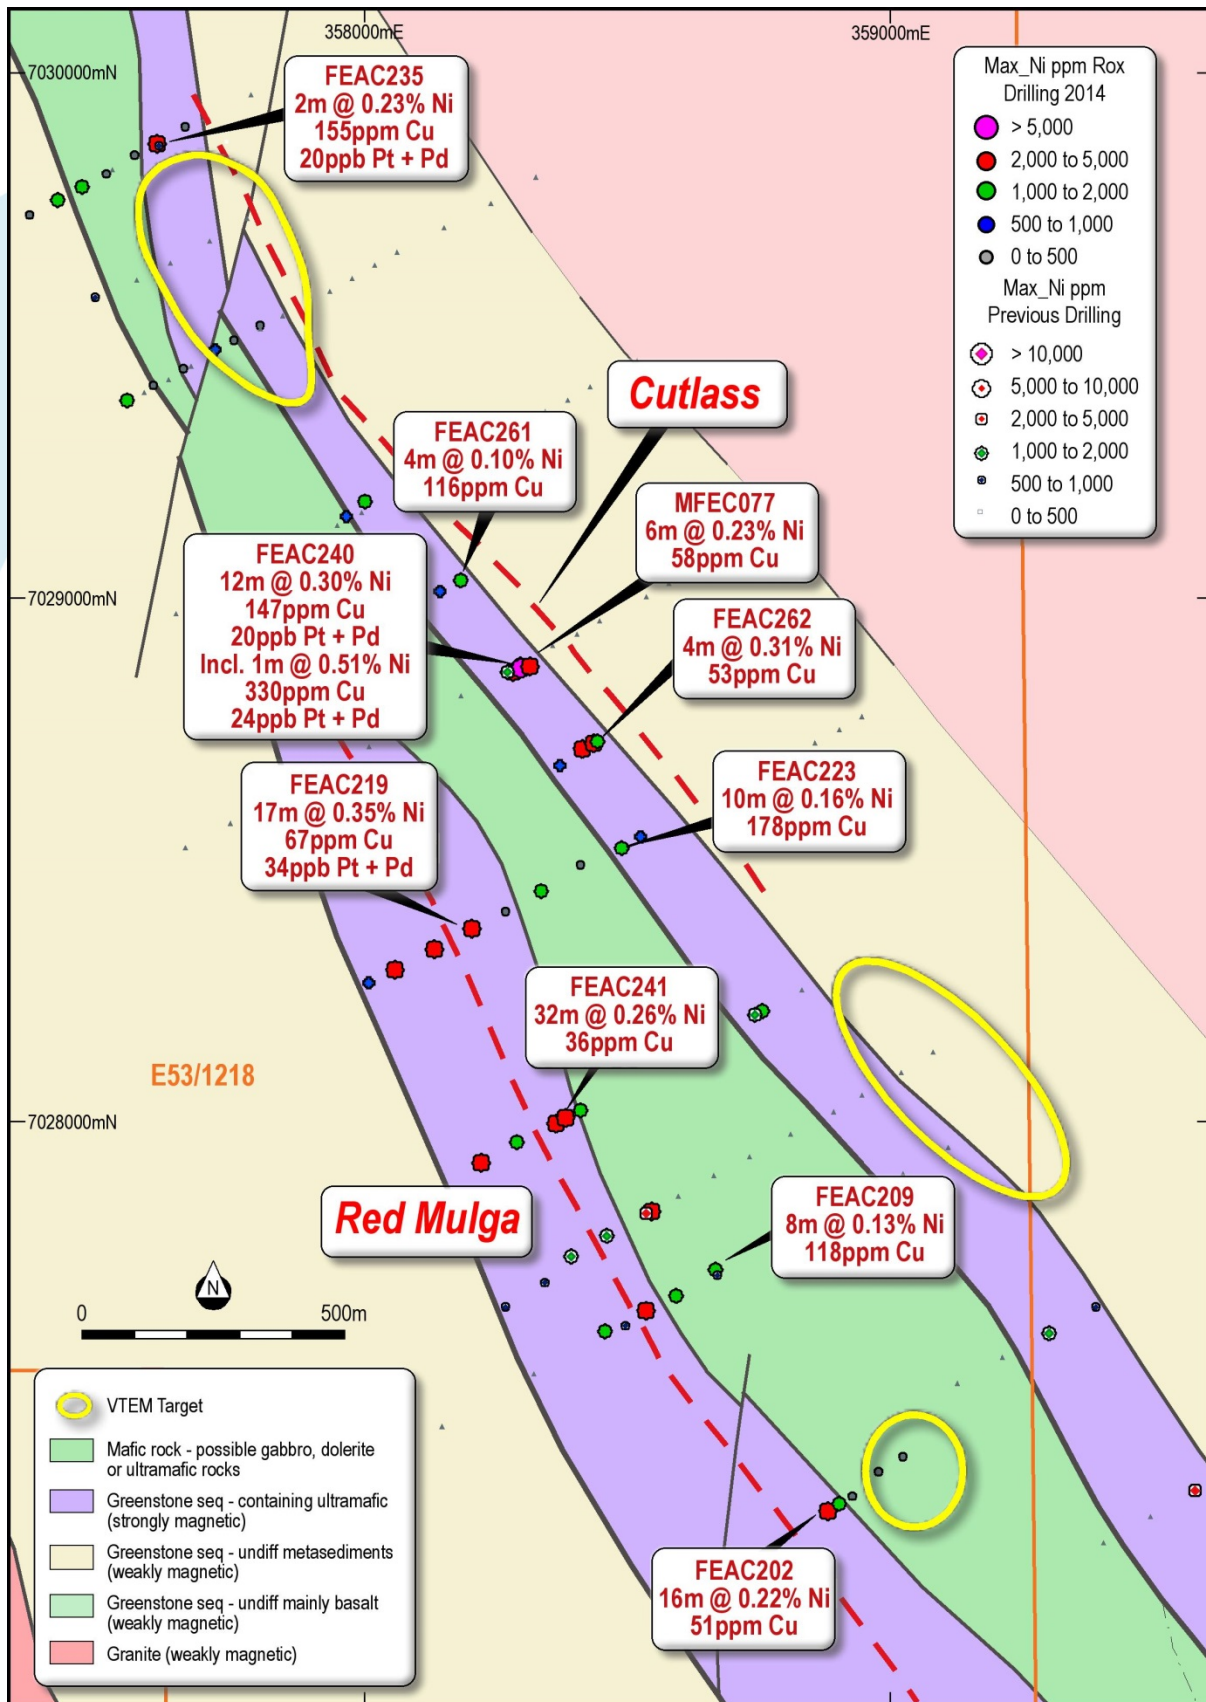 358000mE
359000mE
7030000mN
7029000mN
7028000mN
Max_Ni ppm Rox
Drilling 2014
> 5,000
2,000 to 5,000
1,000 to 2,000
500 to 1,000
0 to 500
Max_Ni ppm
Previous Drilling
> 10,000
5,000 to 10,000
2,000 to 5,000
1,000 to 2,000
500 to 1,000
0 to 500
FEAC235
2m @ 0.23% Ni
155ppm Cu
20ppb Pt + Pd
Cutlass
FEAC261
4m @ 0.10% Ni
116ppm Cu
MFEC077
6m @ 0.23% Ni
58ppm Cu
FEAC240
12m @ 0.30% Ni
147ppm Cu
20ppb Pt + Pd
Incl. 1m @ 0.51% Ni
330ppm Cu
24ppb Pt + Pd
FEAC262
4m @ 0.31% Ni
53ppm Cu
FEAC223
10m @ 0.16% Ni
178ppm Cu
FEAC219
17m @ 0.35% Ni
67ppm Cu
34ppb Pt + Pd
FEAC241
32m @ 0.26% Ni
36ppm Cu
E53/1218
Red Mulga
FEAC209
8m @ 0.13% Ni
118ppm Cu
N
0
500m
FEAC202
16m @ 0.22% Ni
51ppm Cu
VTEM Target
Mafic rock - possible gabbro, dolerite
or ultramafic rocks
Greenstone seq - containing ultramafic
(strongly magnetic)
Greenstone seq - undiff metasediments
(weakly magnetic)
Greenstone seq - undiff mainly basalt
(weakly magnetic)
Granite (weakly magnetic)